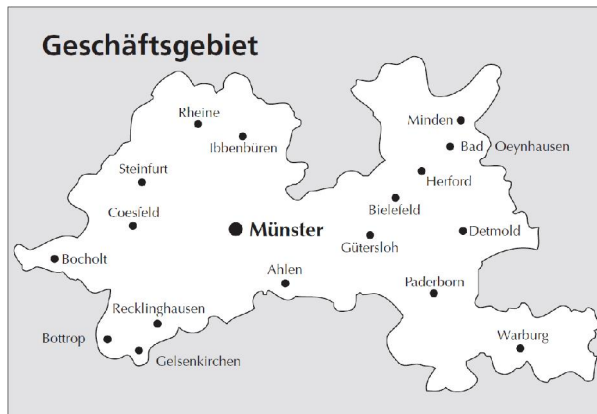 Geschäftsgebiet
Rheine
Ibbenbüren
Minden
Bad Oeynhausen
Steinfurt
Herford
Coesfeld
Bielefeld
Münster
Gütersloh
Detmold
Bocholt
Ahlen
Paderborn
Recklinghausen
Bottrop
Gelsenkirchen
Warburg